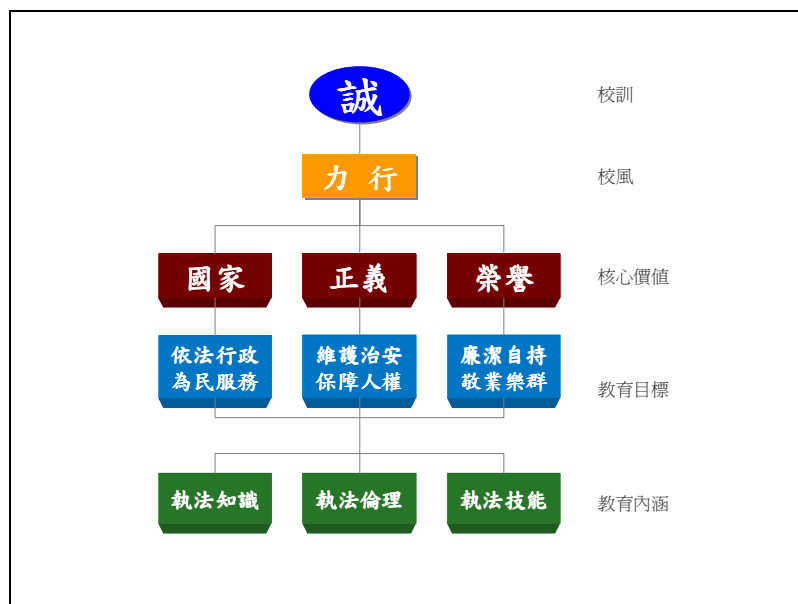 誠
校訓
力 行
校風
國家
正義
榮譽
核心價值
依法行政
為民服務
維護治安
保障人權
廉潔自持
敬業樂群
教育目標
執法知識
執法倫理
執法技能
教育內涵